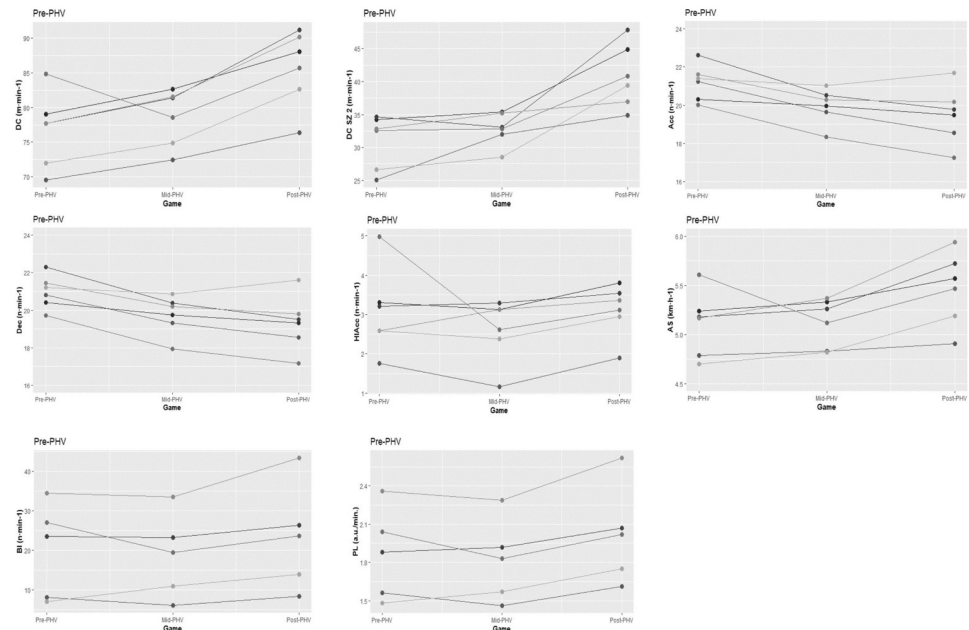 Pre-PHV
DC (m·min-1)
90
85
80
75
70
Pre-PHV
Mid-PHV
Post-PHV
Game
Pre-PHV
DC SZ 2 (m·min-1)
45
40
35
30
25
Pre-PHV
Mid-PHV
Post-PHV
Game
Pre-PHV
Acc (n·min-1)
24
22
20
18
16
Pre-PHV
Mid-PHV
Post-PHV
Game
Pre-PHV
Dec (n·min-1)
24
22
20
18
16
Pre-PHV
Mid-PHV
Post-PHV
Game
Pre-PHV
HIAcc (n·min-1)
5
4
3
2
1
Pre-PHV
Mid-PHV
Post-PHV
Game
Pre-PHV
AS (km·h-1)
6.0
5.5
5.0
4.5
Pre-PHV
Mid-PHV
Post-PHV
Game
Pre-PHV
BI (n·min-1)
40
30
20
10
Pre-PHV
Mid-PHV
Post-PHV
Game
Pre-PHV
PL (a.u./min.)
2.4
2.1
1.8
1.5
Pre-PHV
Mid-PHV
Post-PHV
Game